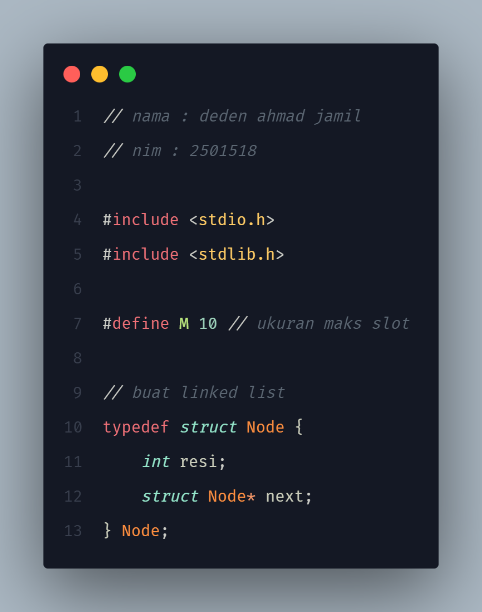 1 // nama : deden ahmad jamil
2 // nim : 2501518
3
4 #include <stdio.h>
5 #include <stdlib.h>
6
7 #define M 10 // ukuran maks slot
8
9 // buat linked list
10 typedef struct Node {
11     int resi;
12     struct Node* next;
13 } Node;